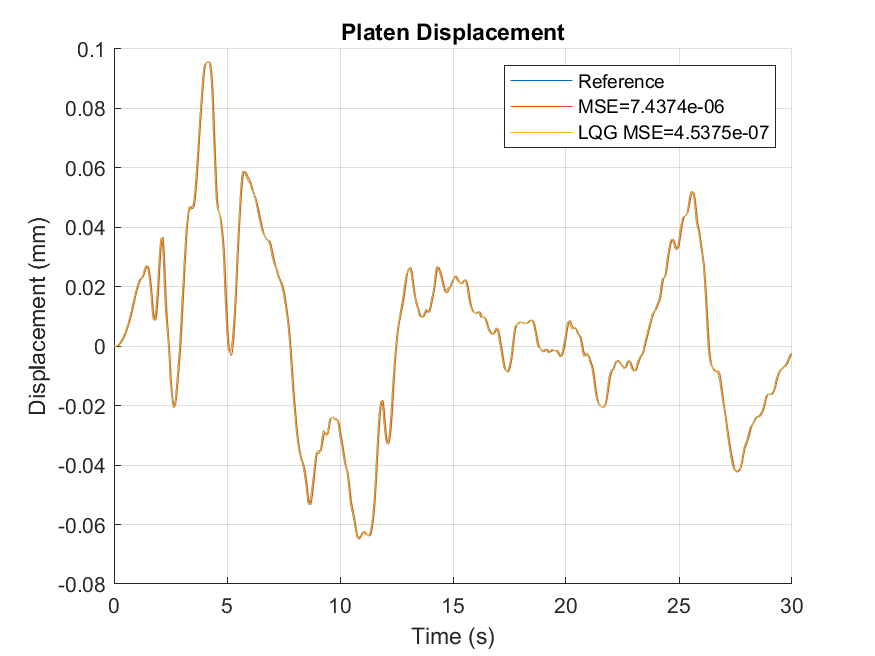 Platen Displacement
Reference
MSE=7.4374e-06
LQG MSE=4.5375e-07
0.1
0.08
0.06
0.04
0.02
0
-0.02
-0.04
-0.06
-0.08
Displacement (mm)
0 5 10 15 20 25 30
Time (s)